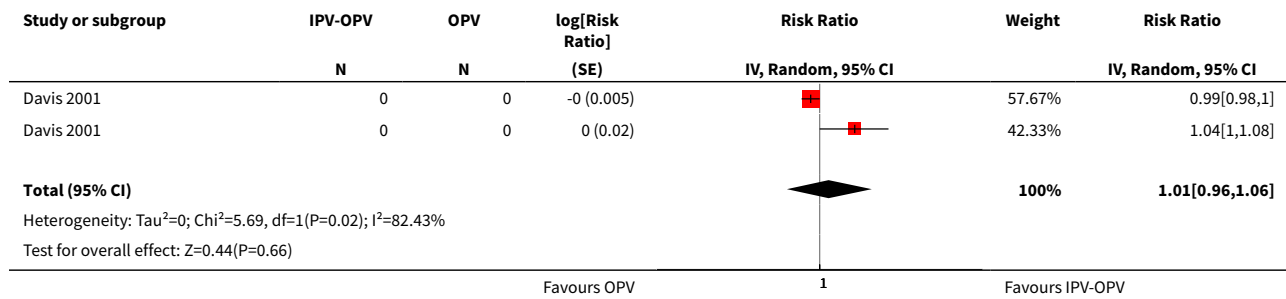 Study or subgroup IPV-OPV OPV log[Risk Ratio] Risk Ratio Weight Risk Ratio
N N (SE) IV, Random, 95% CI IV, Random, 95% CI
Davis 2001 0 0 -0 (0.005) 57.67% 0.99[0.98,1]
Davis 2001 0 0 0 (0.02) 42.33% 1.04[1,1.08]
Total (95% CI) 100% 1.01[0.96,1.06]
Heterogeneity: Tau²=0; Chi²=5.69, df=1(P=0.02); I²=82.43%
Test for overall effect: Z=0.44(P=0.66)
Favours OPV 1 Favours IPV-OPV